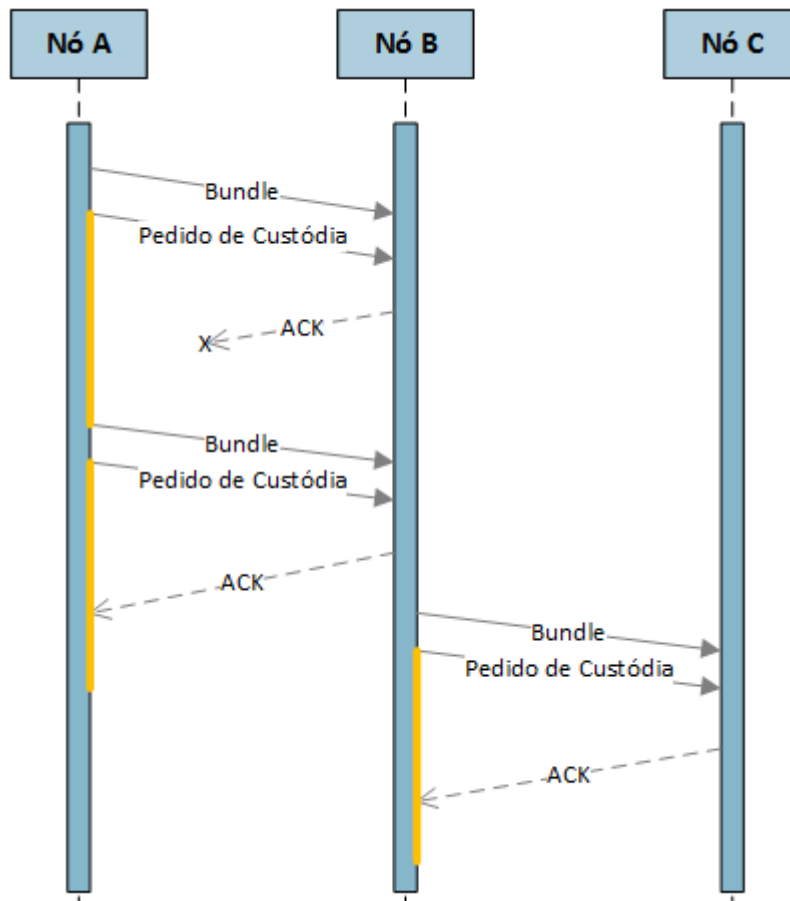 Nó A
Nó B
Nó C
Bundle
Pedido de Custódia
ACK
X
Bundle
Pedido de Custódia
ACK
Bundle
Pedido de Custódia
ACK